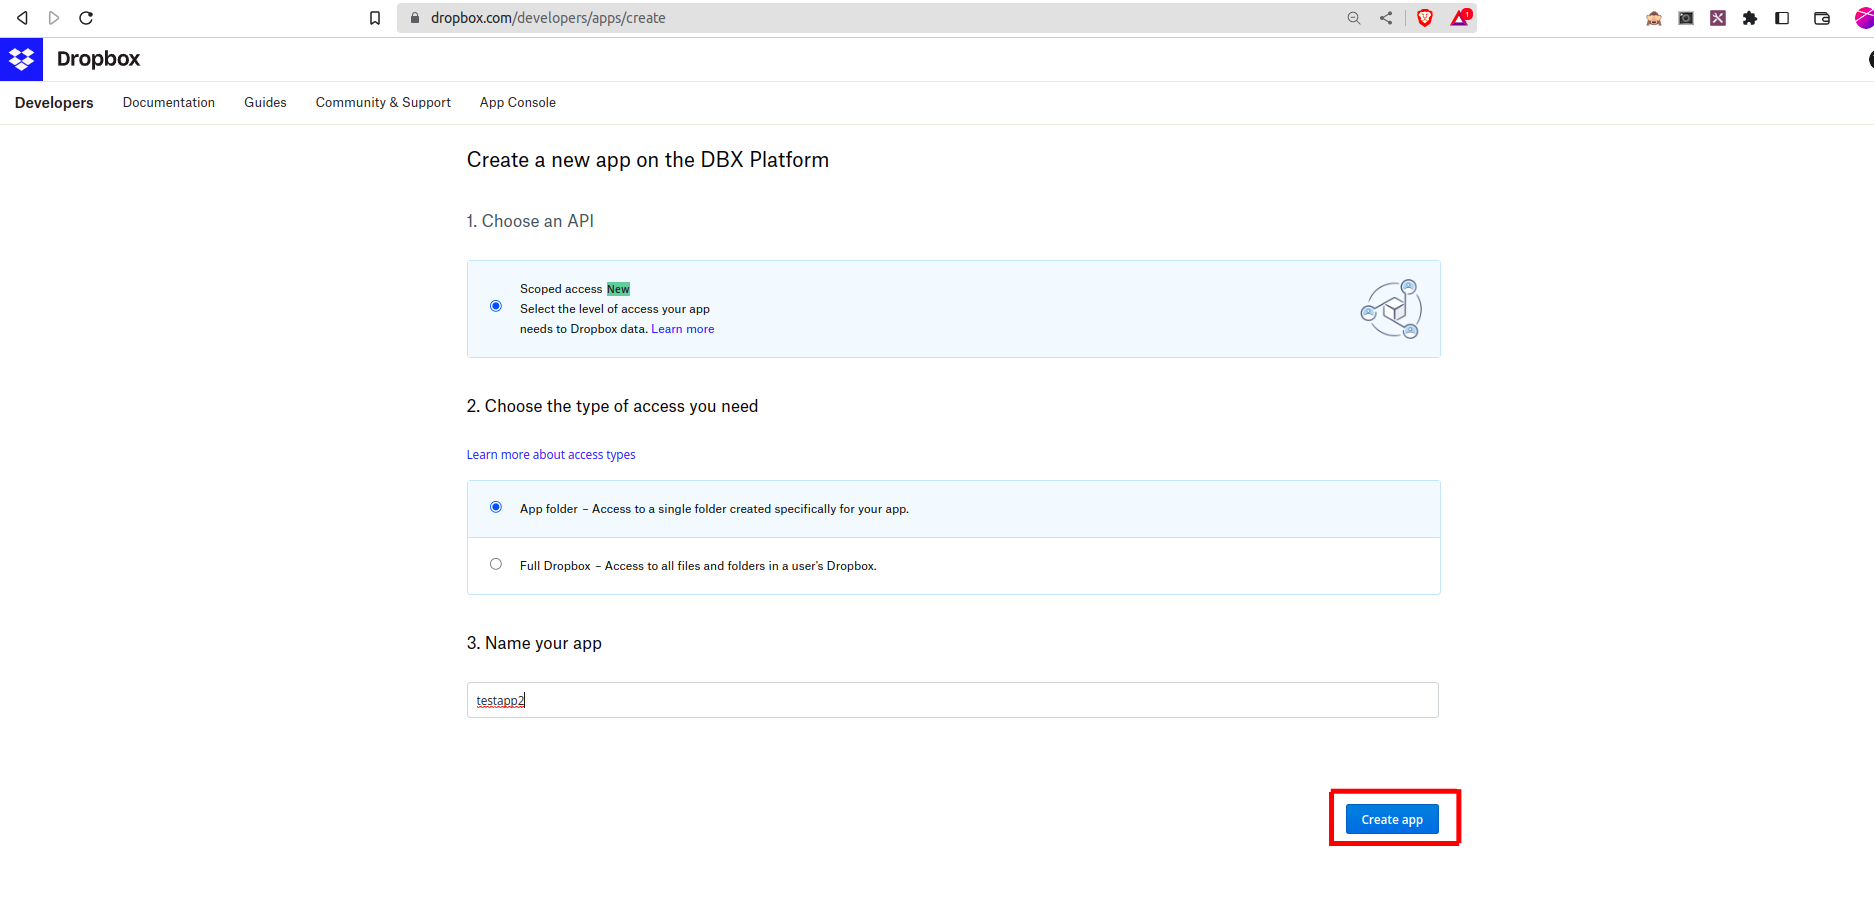 dropbox.com/developers/apps/create
1
Dropbox
Developers Documentation Guides Community & Support App Console
Create a new app on the DBX Platform
1. Choose an API
Scoped access New
Select the level of access your app
needs to Dropbox data. Learn more
2. Choose the type of access you need
Learn more about access types
App folder – Access to a single folder created specifically for your app.
Full Dropbox – Access to all files and folders in a user's Dropbox.
3. Name your app
testapp2
Create app